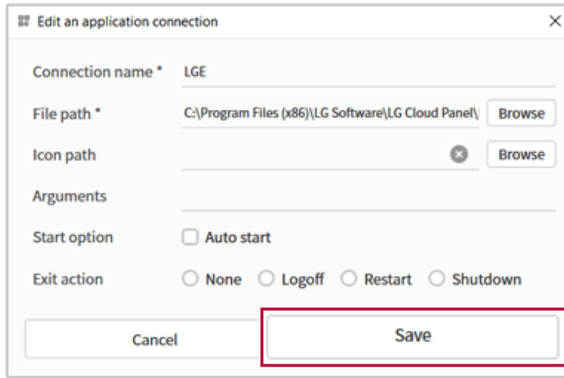 Edit an application connection
Connection name * LGE
File path * C:\Program Files (x86)\LG Software\LG Cloud Panel\ Browse
Icon path Browse
Arguments
Start option Auto start
Exit action None Logoff Restart Shutdown
Cancel Save